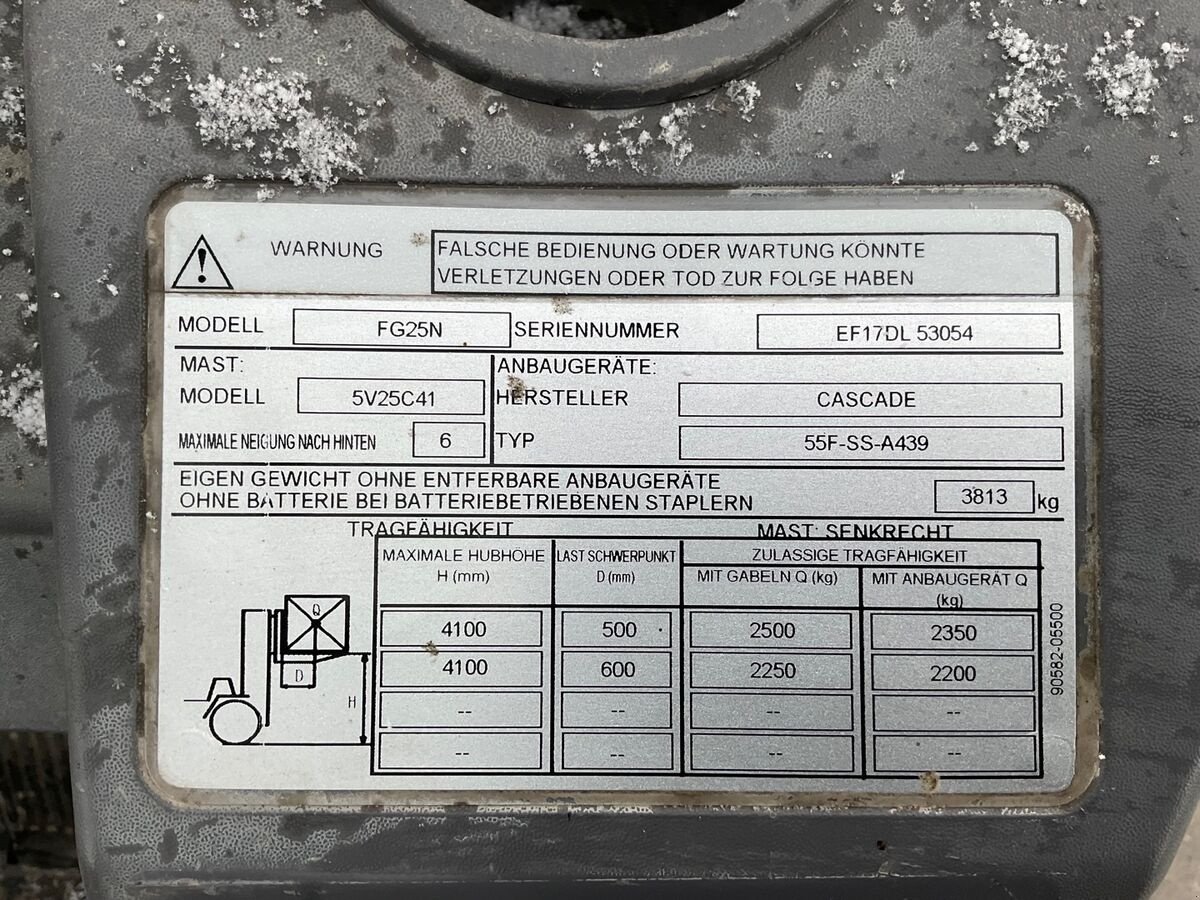 WARNUNG
FALSCHE BEDIENUNG ODER WARTUNG KÖNNTE
VERLETZUNGEN ODER TOD ZUR FOLGE HABEN
MODELL FG25N SERIENNUMMER EF17DL 53054
MAST: ANBAUGERÄTE:
MODELL 5V25C41 HERSTELLER CASCADE
MAXIMALE NEIGUNG NACH HINTEN 6 TYP 55F-SS-A439
EIGEN GEWICHT OHNE ENTFERBARE ANBAUGERÄTE
OHNE BATTERIE BEI BATTERIEBETRIEBENEN STAPLERN 3813 kg
TRAGFÄHIGKEIT MAST: SENKRECHT
MAXIMALE HUBHÖHE H (mm) LAST SCHWERPUNKT D (mm) ZULASSIGE TRAGFÄHIGKEIT
MIT GABELN Q (kg) MIT ANBAUGERÄT Q (kg)
4100 500 2500 2350
4100 600 2250 2200
-- -- -- --
-- -- -- --
Q
D
H
90582-05500